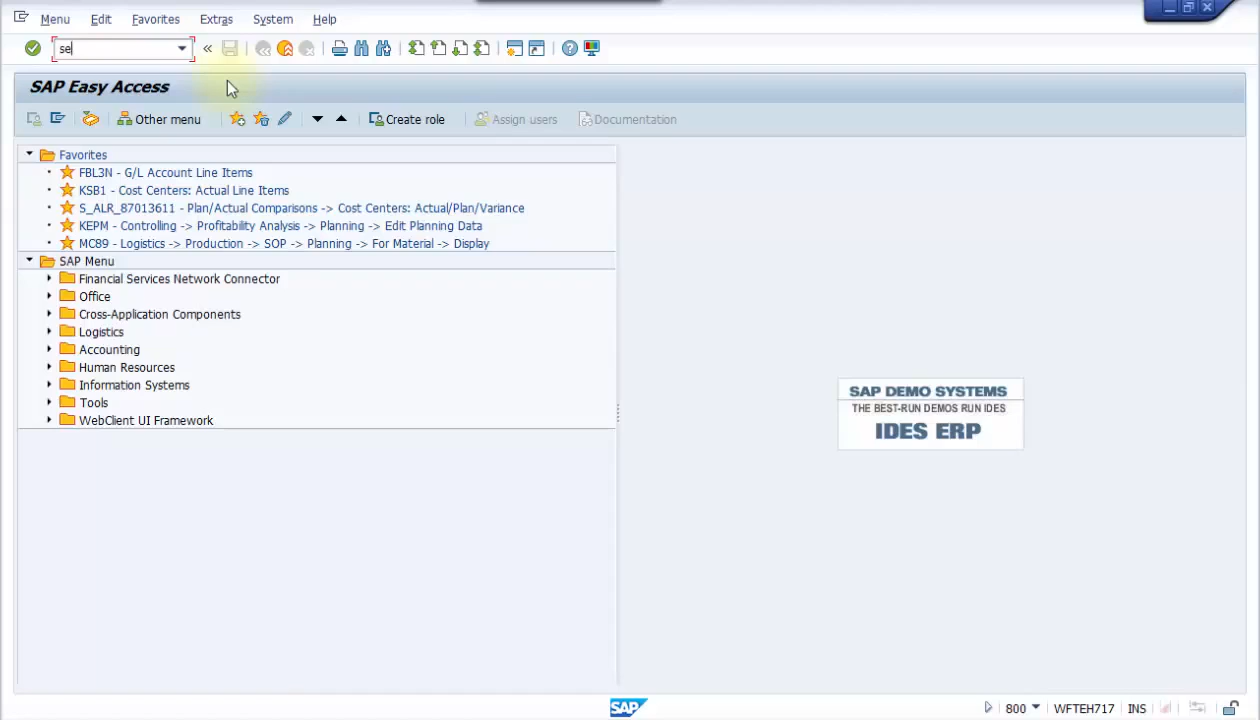 Menu Edit Favorites Extras System Help
se
SAP Easy Access
Other menu Create role Assign users Documentation
Favorites
FBL3N - G/L Account Line Items
KSB1 - Cost Centers: Actual Line Items
S_ALR_87013611 - Plan/Actual Comparisons -> Cost Centers: Actual/Plan/Variance
KEPM - Controlling -> Profitability Analysis -> Planning -> Edit Planning Data
MC89 - Logistics -> Production -> SOP -> Planning -> For Material -> Display
SAP Menu
Financial Services Network Connector
Office
Cross-Application Components
Logistics
Accounting
Human Resources
Information Systems
Tools
WebClient UI Framework
SAP DEMO SYSTEMS
THE BEST-RUN DEMOS RUN IDES
IDES ERP
SAP
800 WFTEH717 INS